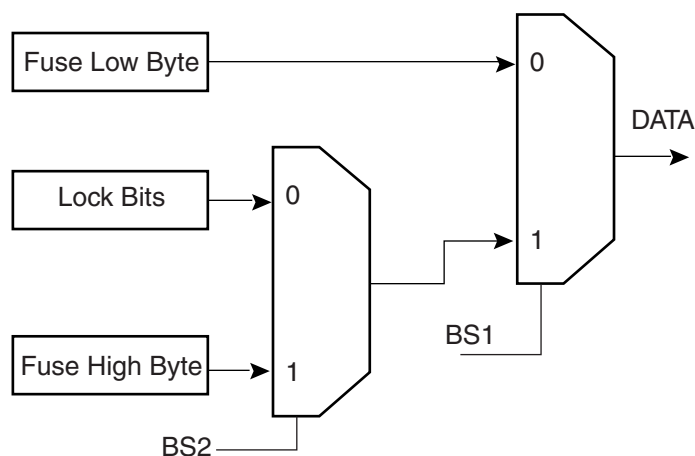 Fuse Low Byte
0
DATA
Lock Bits
0
1
BS1
Fuse High Byte
1
BS2